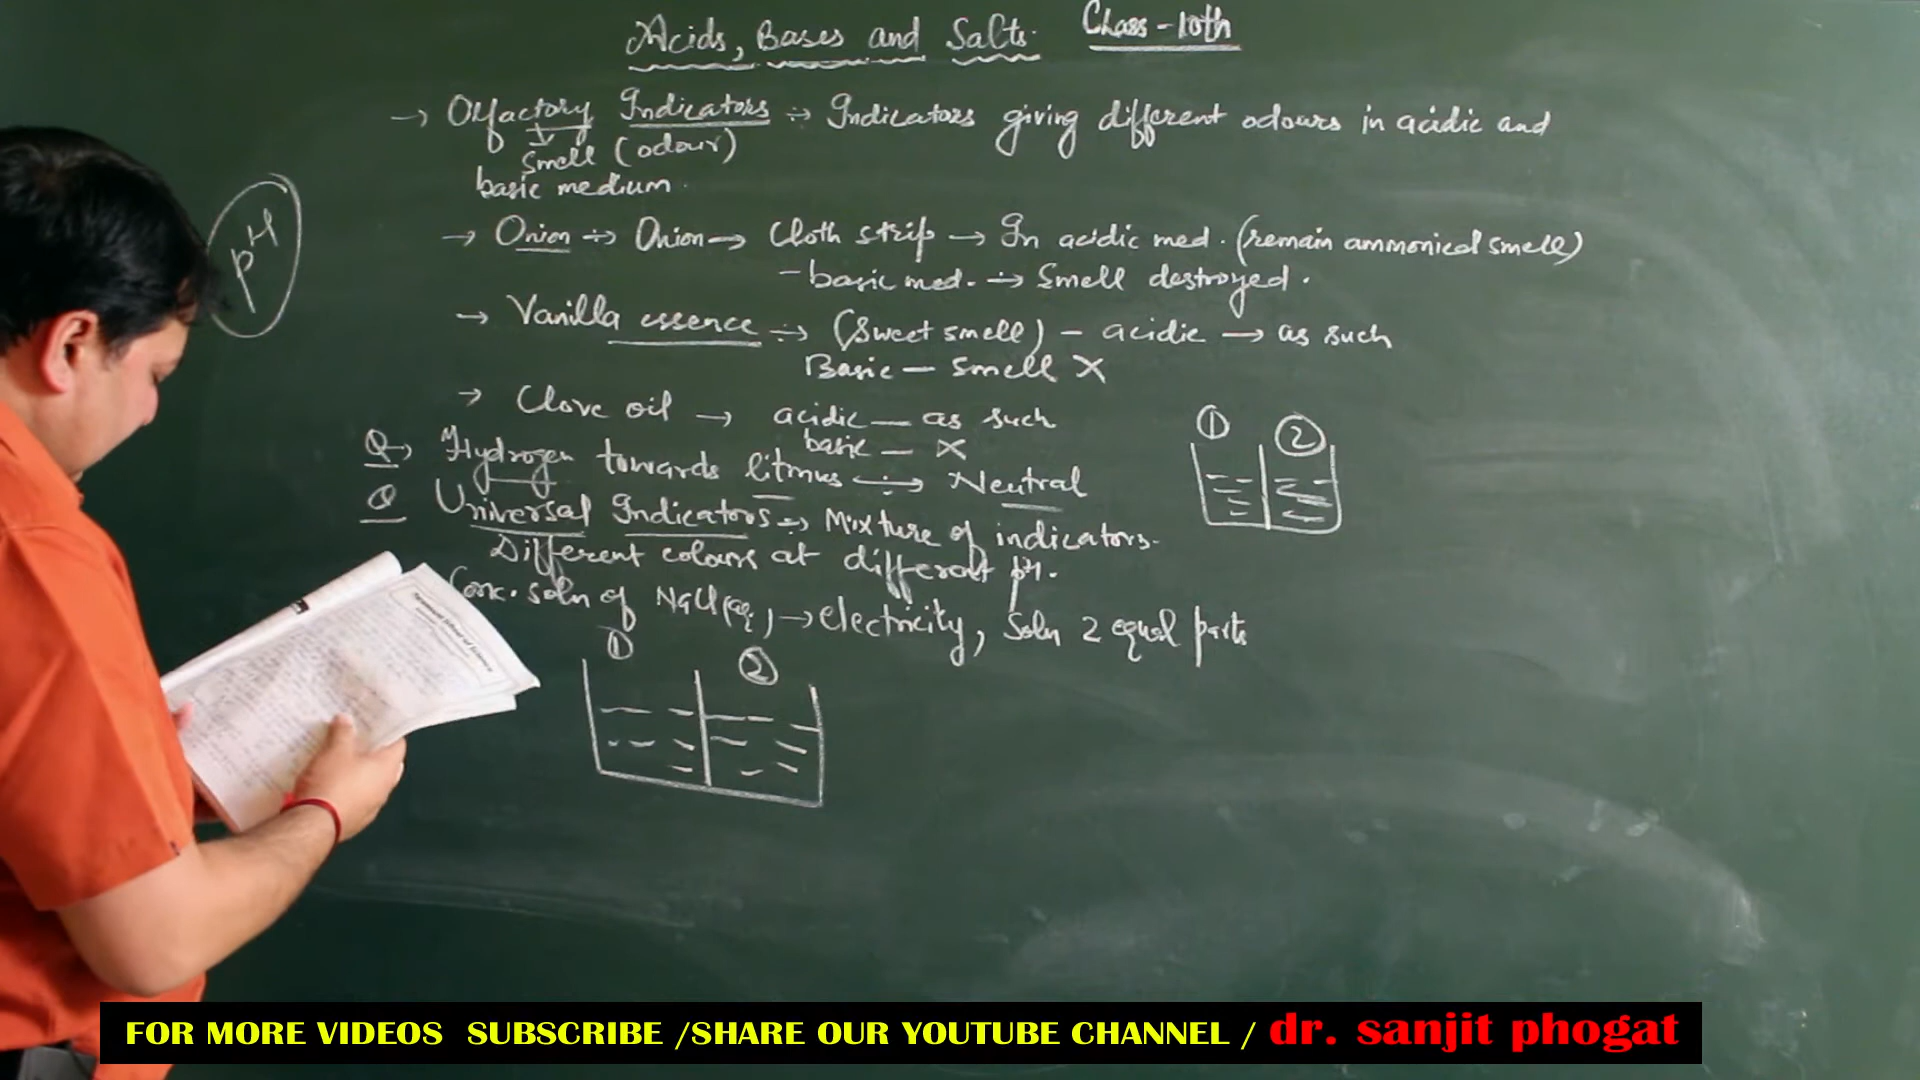 Acids, Bases and Salts. Class-10th
→ Olfactory Indicators ÷ Indicators giving different odours in acidic and
Smell (odour)
basic medium.
pH
→ Onion ÷ Onion → Cloth strip → In acidic med. (remain ammonical smell)
- basic med. → Smell destroyed.
→ Vanilla essence ÷ (Sweet smell) - acidic → as such
Basic — smell X
→ Clove oil → acidic — as such
basic — X
① ②
Q→ Hydrogen towards litmus ÷ → Neutral
Q Universal Indicators ÷ Mixture of indicators.
Different colours at different pH.
Conc. soln of NaCl(aq) → electricity, Soln 2 equal parts
① ②
FOR MORE VIDEOS SUBSCRIBE /SHARE OUR YOUTUBE CHANNEL / dr. sanjit phogat